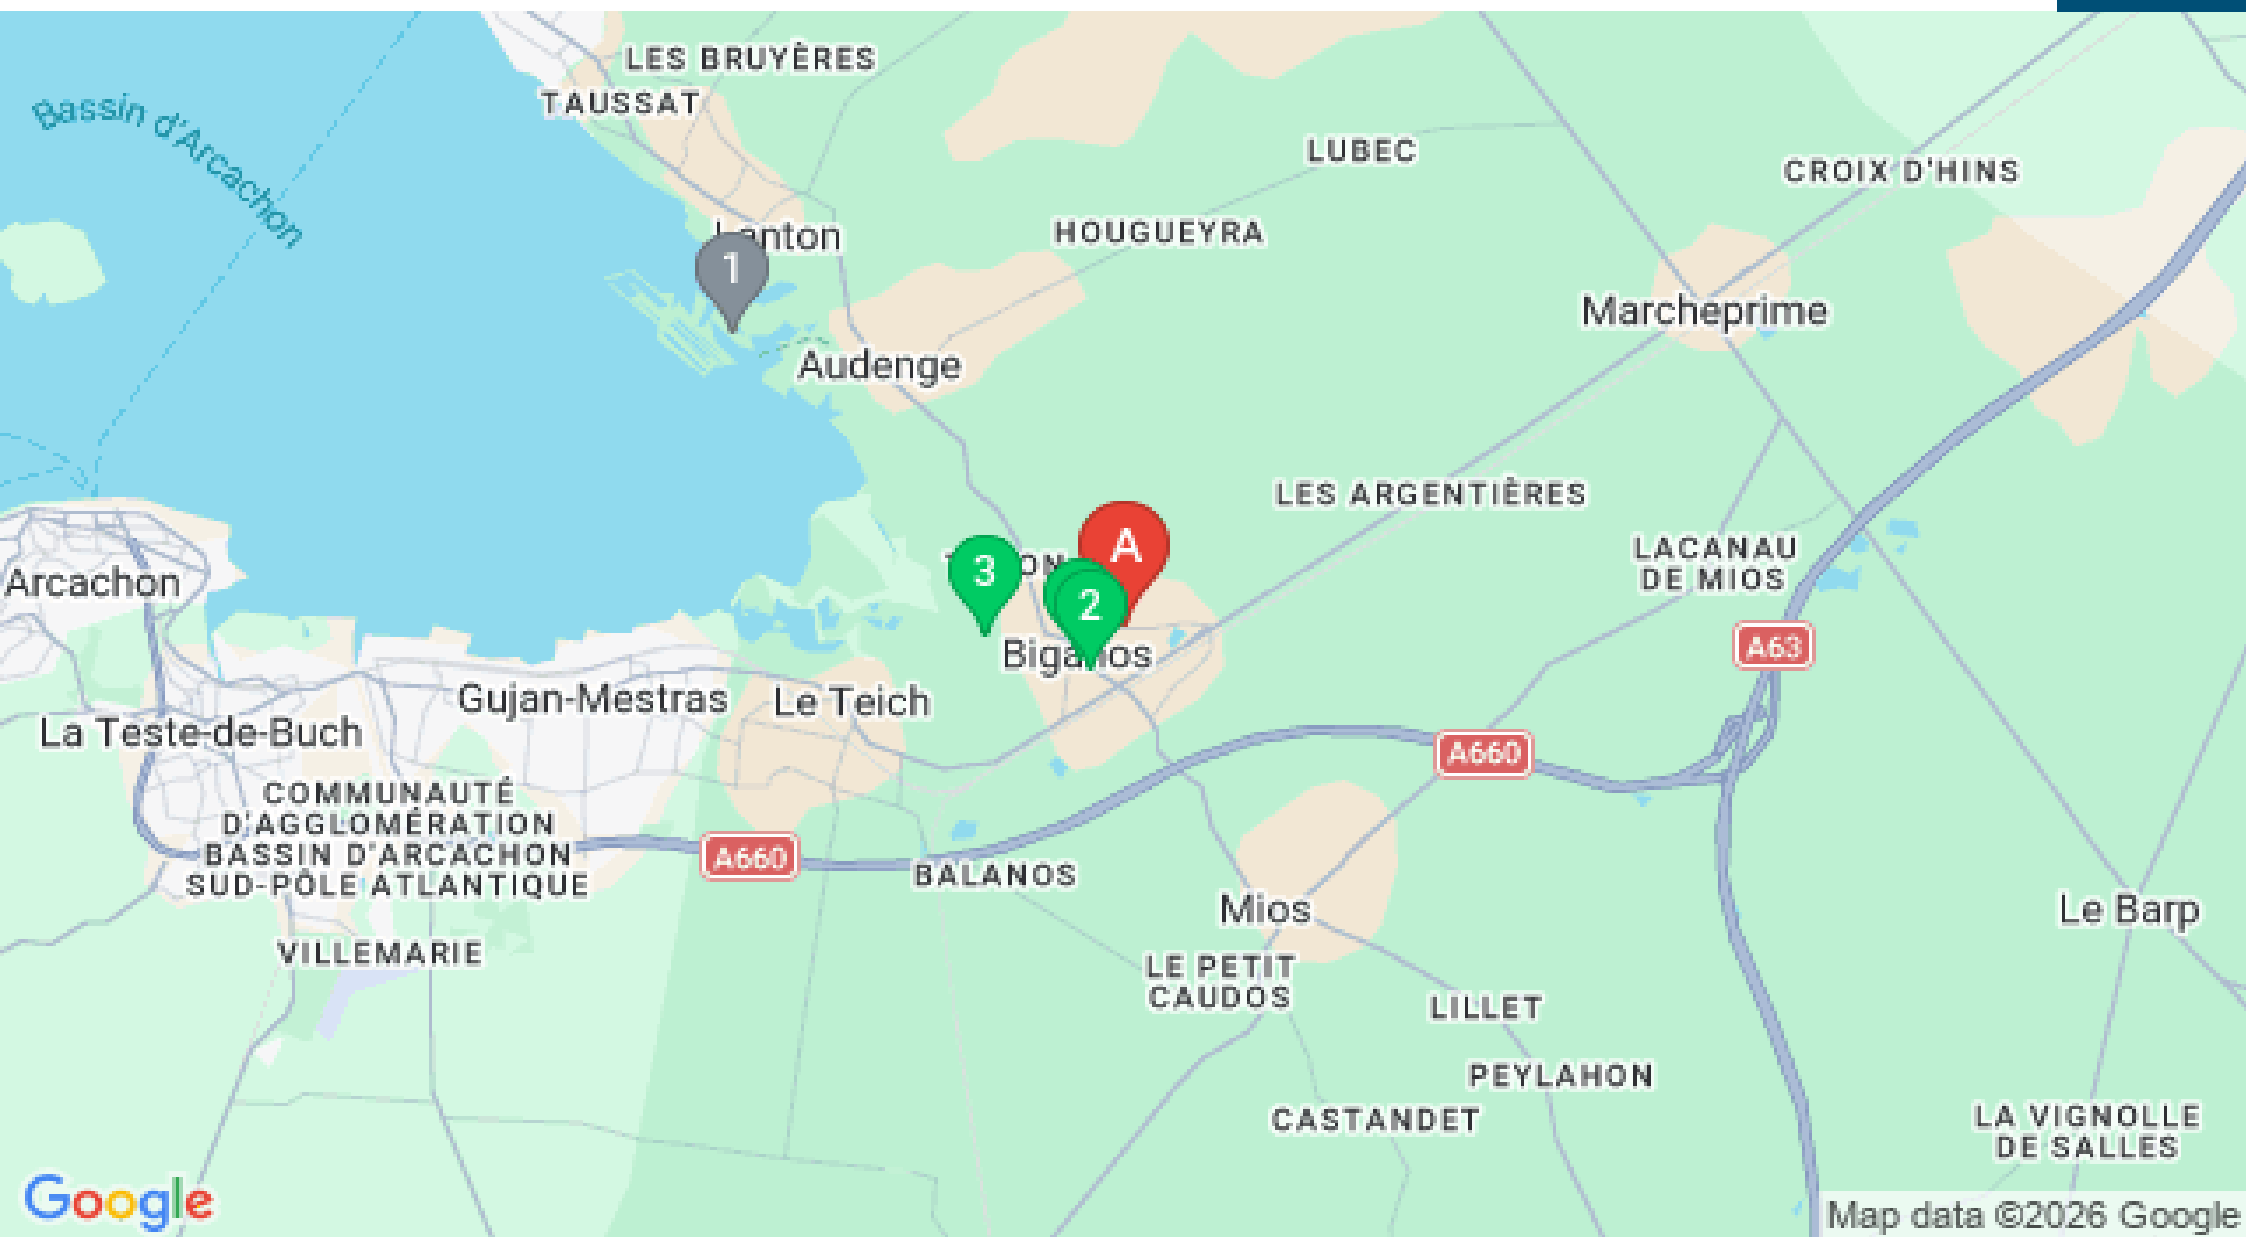 LES BRUYÈRES
TAUSSAT
Bassin d'Arcachon
LUBEC
CROIX D'HINS
Lanton
HOUGUEYRA
1
Marcheprime
Audenge
LES ARGENTIÈRES
A
LACANAU
DE MIOS
3
2
Arcachon
A63
Biganos
Gujan-Mestras
Le Teich
La Teste-de-Buch
A660
COMMUNAUTÉ
D'AGGLOMÉRATION
BASSIN D'ARCACHON
SUD-PÔLE ATLANTIQUE
A660
BALANOS
Mios
Le Barp
VILLEMARIE
LE PETIT
CAUDOS
LILLET
PEYLAHON
CASTANDET
LA VIGNOLLE
DE SALLES
Google
Map data ©2026 Google